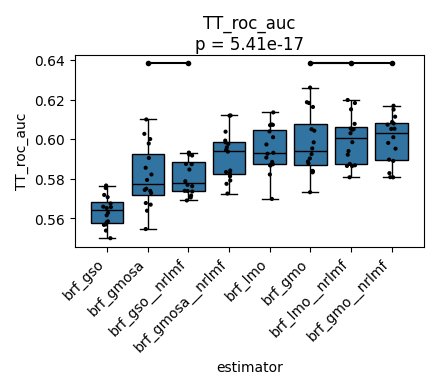 TT_roc_auc
p = 5.41e-17
TT_roc_auc
0.64
0.62
0.60
0.58
0.56
brf_gso
brf_gmosa
brf_gso__nrlmf
brf_gmosa__nrlmf
brf_lmo
brf_gmo
brf_lmo__nrlmf
brf_gmo__nrlmf
estimator